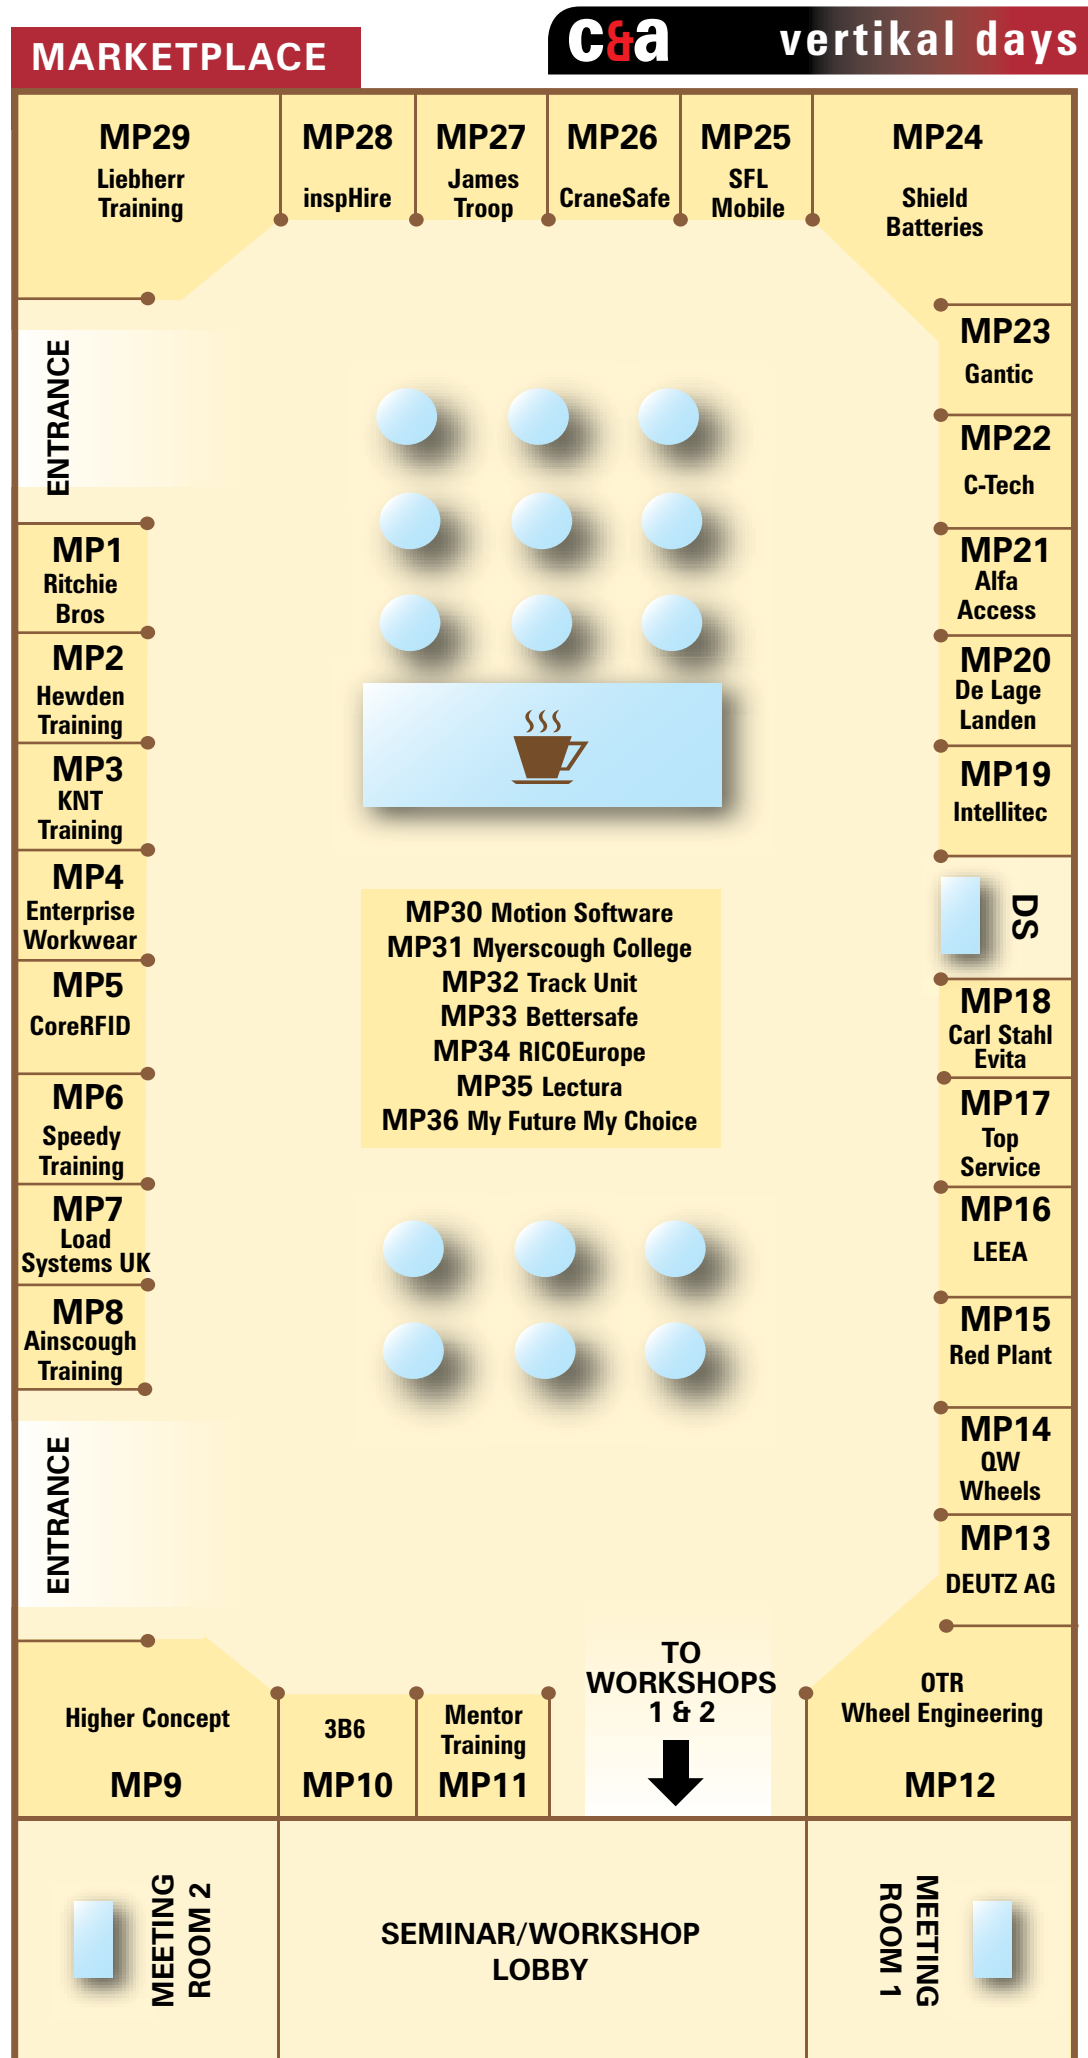 MARKETPLACE
c&a
vertikal days
MP29
Liebherr
Training
MP28
inspHire
MP27
James
Troop
MP26
CraneSafe
MP25
SFL
Mobile
MP24
Shield
Batteries
ENTRANCE
MP1
Ritchie
Bros
MP2
Hewden
Training
MP3
KNT
Training
MP4
Enterprise
Workwear
MP5
CoreRFID
MP6
Speedy
Training
MP7
Load
Systems UK
MP8
Ainscough
Training
ENTRANCE
MP23
Gantic
MP22
C-Tech
MP21
Alfa
Access
MP20
De Lage
Landen
MP19
Intellitec
DS
MP18
Carl Stahl
Evita
MP17
Top
Service
MP16
LEEA
MP15
Red Plant
MP14
QW
Wheels
MP13
DEUTZ AG
MP30 Motion Software
MP31 Myerscough College
MP32 Track Unit
MP33 Bettersafe
MP34 RICOEurope
MP35 Lectura
MP36 My Future My Choice
Higher Concept
MP9
3B6
MP10
Mentor
Training
MP11
TO
WORKSHOPS
1 & 2
OTR
Wheel Engineering
MP12
MEETING
ROOM 2
SEMINAR/WORKSHOP
LOBBY
MEETING
ROOM 1